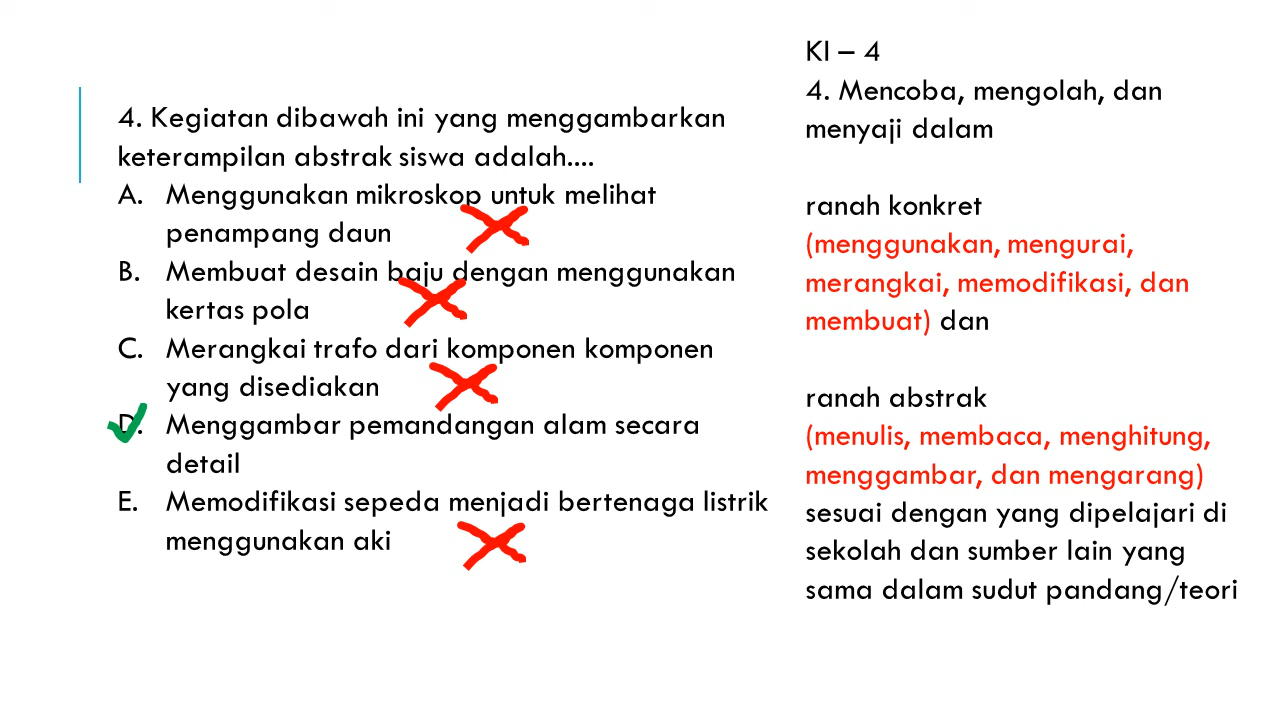 4. Kegiatan dibawah ini yang menggambarkan
keterampilan abstrak siswa adalah....
A. Menggunakan mikroskop untuk melihat
penampang daun
B. Membuat desain baju dengan menggunakan
kertas pola
C. Merangkai trafo dari komponen komponen
yang disediakan
D. Menggambar pemandangan alam secara
detail
E. Memodifikasi sepeda menjadi bertenaga listrik
menggunakan aki
KI – 4
4. Mencoba, mengolah, dan
menyaji dalam
ranah konkret
(menggunakan, mengurai,
merangkai, memodifikasi, dan
membuat) dan
ranah abstrak
(menulis, membaca, menghitung,
menggambar, dan mengarang)
sesuai dengan yang dipelajari di
sekolah dan sumber lain yang
sama dalam sudut pandang/teori